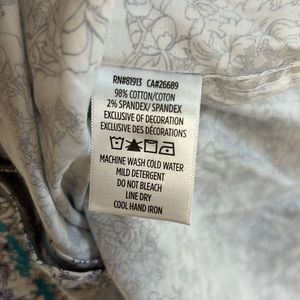 RN#81913 CA#26689
98% COTTON/COTON
2% SPANDEX/ SPANDEX
EXCLUSIVE OF DECORATION
EXCLUSIVE DES DÉCORATIONS
MACHINE WASH COLD WATER
MILD DETERGENT
DO NOT BLEACH
LINE DRY
COOL HAND IRON